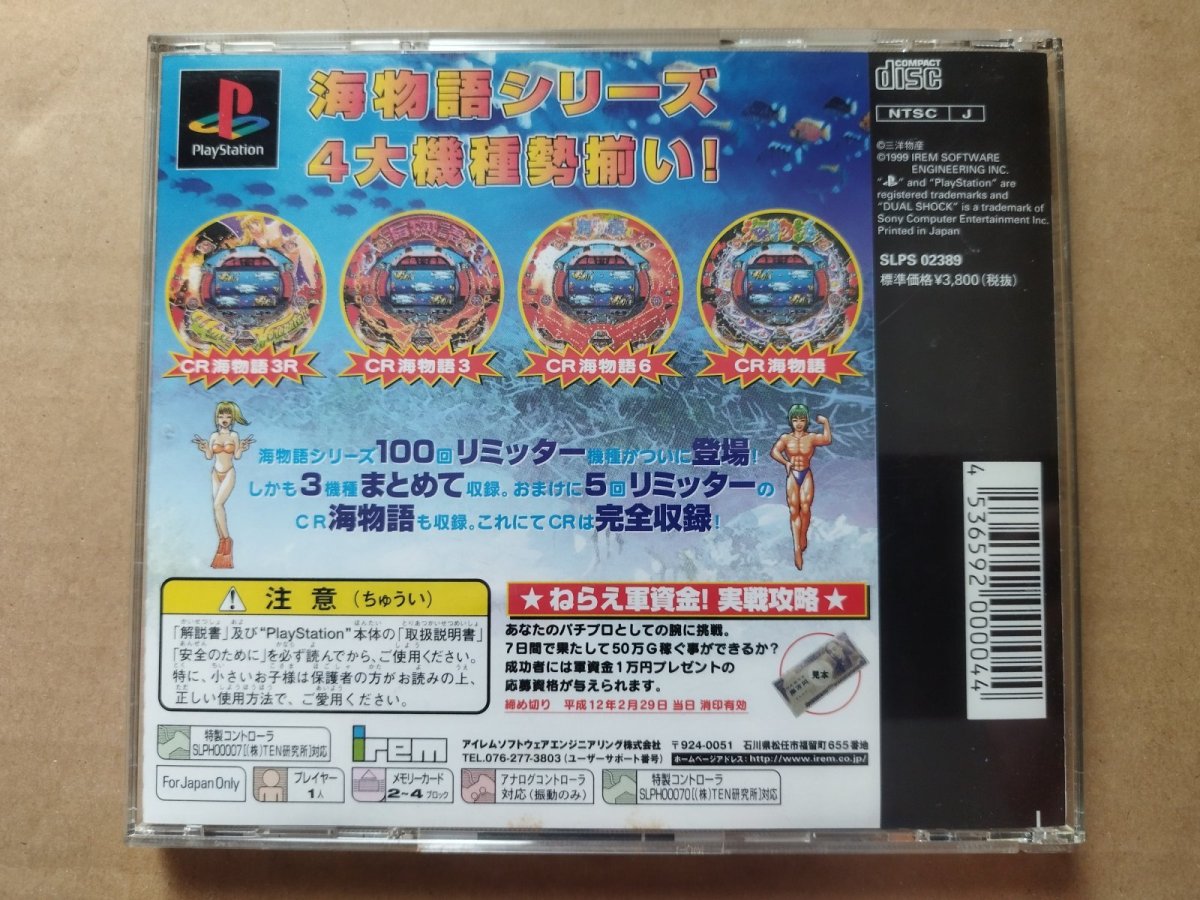 PlayStation
海物語シリーズ
4大機種勢揃い!
COMPACT
disc
NTSC J
©三洋物産
©1999 IREM SOFTWARE
ENGINEERING INC.
" " and "PlayStation" are
registered trademarks and
"DUAL SHOCK" is a trademark of
Sony Computer Entertainment Inc.
Printed in Japan
SLPS 02389
標準価格¥3,800(税抜)
CR海物語3R
CR海物語3
CR海物語6
CR海物語
海物語シリーズ100回リミッター機種がついに登場!
しかも3機種まとめて収録。おまけに5回リミッターの
CR海物語も収録。これにてCRは完全収録!
注意(ちゅうい)
「解説書」及び"PlayStation"本体の「取扱説明書」
「安全のために」を必ず読んでから、ご使用ください。
特に、小さいお子様は保護者の方がお読みの上、
正しい使用方法で、ご愛用ください。
★ねらえ軍資金!実戦攻略★
あなたのパチプロとしての腕に挑戦。
7日間で果たして50万G稼ぐ事ができるか?
成功者には軍資金1万円プレゼントの
応募資格が与えられます。
締め切り 平成12年2月29日 当日 消印有効
見本
4 536592 000044
特製コントローラ
SLPH00007[(株)TEN研究所]対応
irem
アイレムソフトウェアエンジニアリング株式会社 〒924-0051 石川県松任市福留町655番地
TEL.076-277-3803(ユーザーサポート番号) ホームページアドレス:http://www.irem.co.jp/
For Japan Only
プレイヤー
1人
メモリーカード
2~4ブロック
アナログコントローラ
対応(振動のみ)
特製コントローラ
SLPH00070[(株)TEN研究所]対応